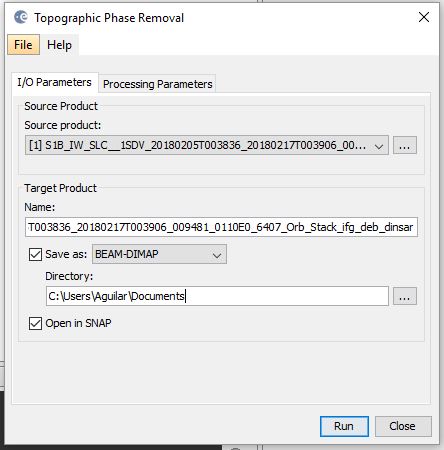 Topographic Phase Removal
File Help
I/O Parameters Processing Parameters
Source Product
Source product:
[1] S1B_IW_SLC__1SDV_20180205T003836_20180217T003906_00... ...
Target Product
Name:
T003836_20180217T003906_009481_0110E0_6407_Orb_Stack_ifg_deb_dinsar
Save as: BEAM-DIMAP
Directory:
C:\Users\Aguilar\Documents ...
Open in SNAP
Run Close